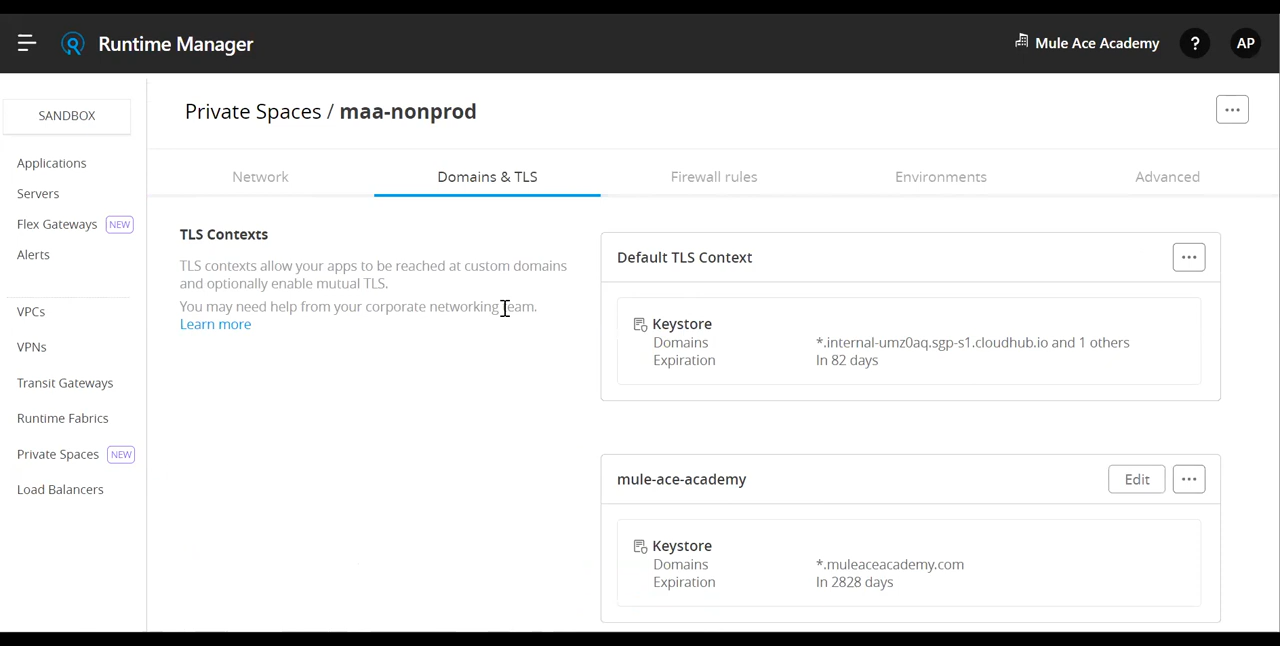 Runtime Manager
Mule Ace Academy
?
AP
SANDBOX
Applications
Servers
Flex Gateways NEW
Alerts
VPCs
VPNs
Transit Gateways
Runtime Fabrics
Private Spaces NEW
Load Balancers
Private Spaces / maa-nonprod
Network
Domains & TLS
Firewall rules
Environments
Advanced
TLS Contexts
TLS contexts allow your apps to be reached at custom domains
and optionally enable mutual TLS.
You may need help from your corporate networking team.
Learn more
Default TLS Context
Keystore
Domains *.internal-umz0aq.sgp-s1.cloudhub.io and 1 others
Expiration In 82 days
mule-ace-academy
Edit
Keystore
Domains *.muleaceacademy.com
Expiration In 2828 days